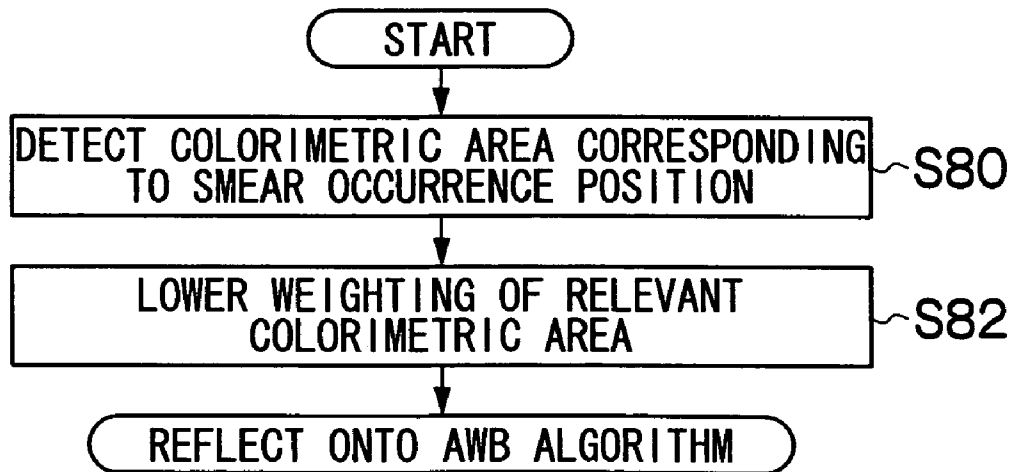 START
DETECT COLORIMETRIC AREA CORRESPONDING
TO SMEAR OCCURRENCE POSITION
S80
LOWER WEIGHTING OF RELEVANT
COLORIMETRIC AREA
S82
REFLECT ONTO AWB ALGORITHM